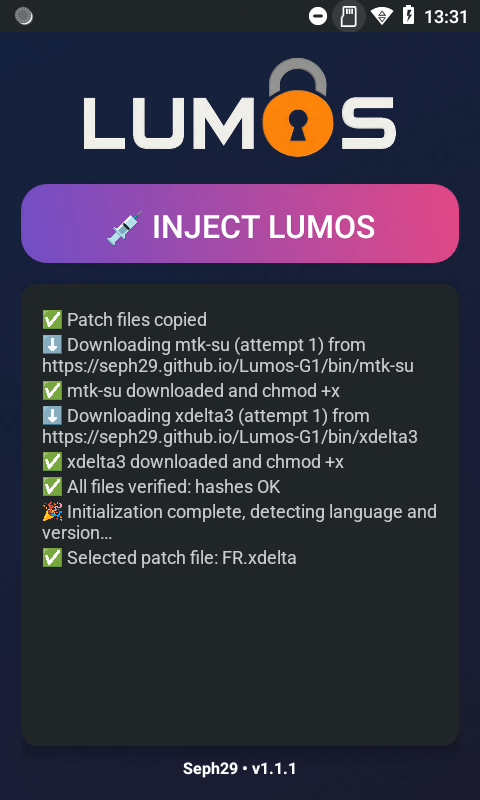 13:31
LUMOS
💉 INJECT LUMOS
✅ Patch files copied
⬇️ Downloading mtk-su (attempt 1) from
https://seph29.github.io/Lumos-G1/bin/mtk-su
✅ mtk-su downloaded and chmod +x
⬇️ Downloading xdelta3 (attempt 1) from
https://seph29.github.io/Lumos-G1/bin/xdelta3
✅ xdelta3 downloaded and chmod +x
✅ All files verified: hashes OK
🎉 Initialization complete, detecting language and
version…
✅ Selected patch file: FR.xdelta
Seph29 • v1.1.1